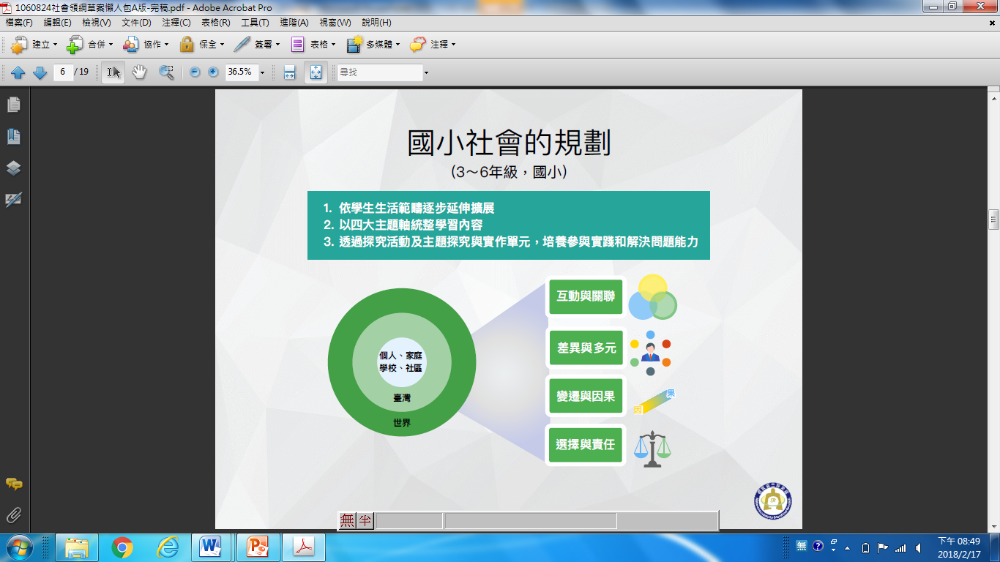 1060824社會領綱草案懶人包A版-完稿.pdf - Adobe Acrobat Pro
檔案(F) 編輯(E) 檢視(V) 文件(D) 注釋(C) 表格(R) 工具(T) 進階(A) 視窗(W) 說明(H)
建立 合併 協作 保全 簽署 表格 多媒體 注釋
6 / 19 36.5% 尋找
國小社會的規劃
(3～6年級，國小)
1. 依學生生活範疇逐步延伸擴展
2. 以四大主題軸統整學習內容
3. 透過探究活動及主題探究與實作單元，培養參與實踐和解決問題能力
個人、家庭
學校、社區
臺灣
世界
互動與關聯
差異與多元
變遷與因果
因 果
選擇與責任
無 半
無
下午 08:49
2018/2/17